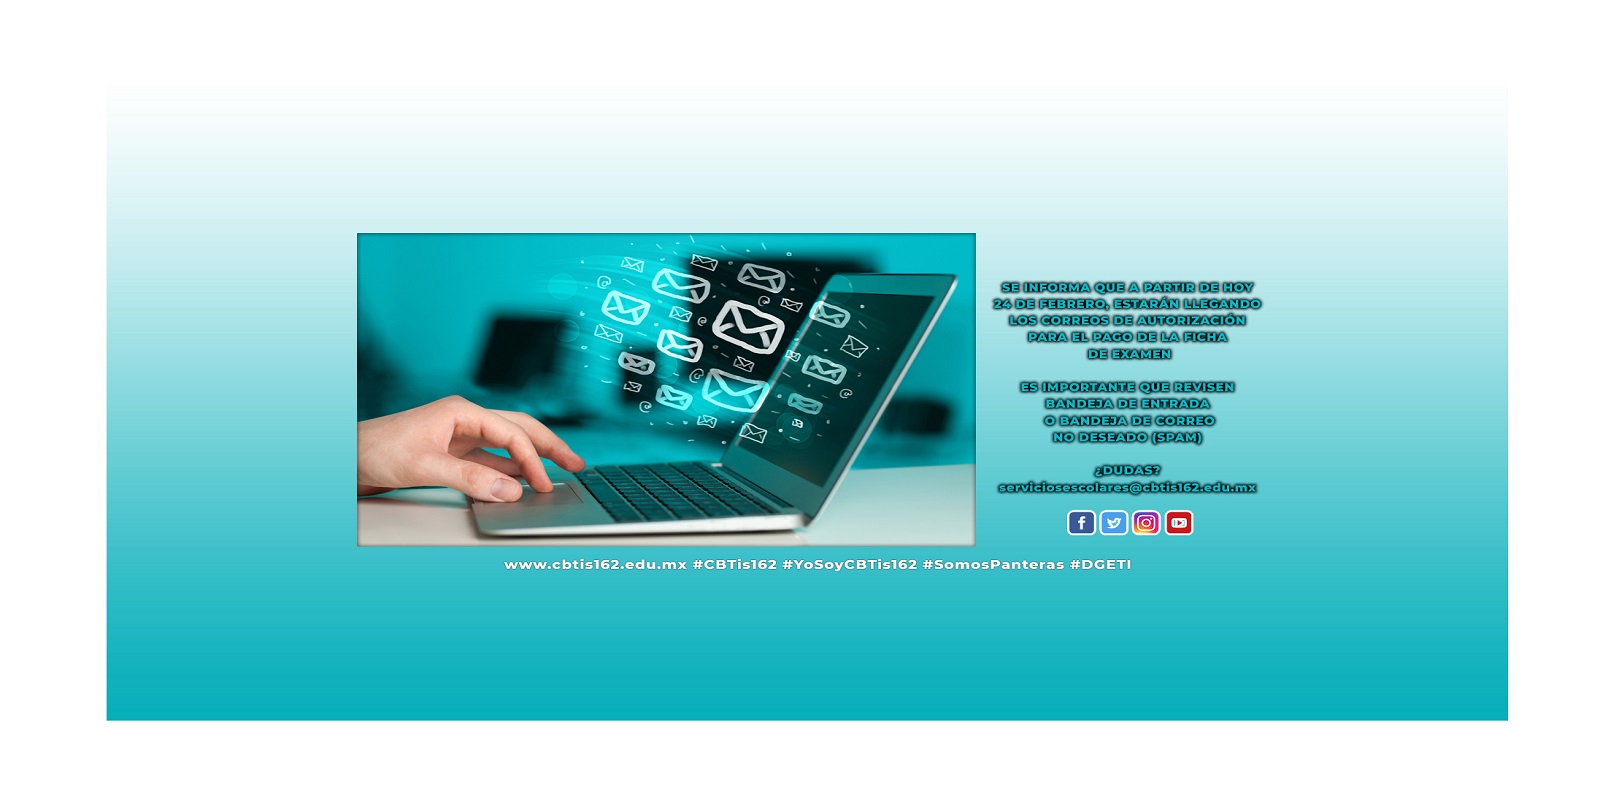 SE INFORMA QUE A PARTIR DE HOY
24 DE FEBRERO, ESTARÁN LLEGANDO
LOS CORREOS DE AUTORIZACIÓN
PARA EL PAGO DE LA FICHA
DE EXAMEN
ES IMPORTANTE QUE REVISEN
BANDEJA DE ENTRADA
O BANDEJA DE CORREO
NO DESEADO (SPAM)
¿DUDAS?
serviciosescolares@cbtis162.edu.mx
www.cbtis162.edu.mx #CBTis162 #YoSoyCBTis162 #SomosPanteras #DGETI